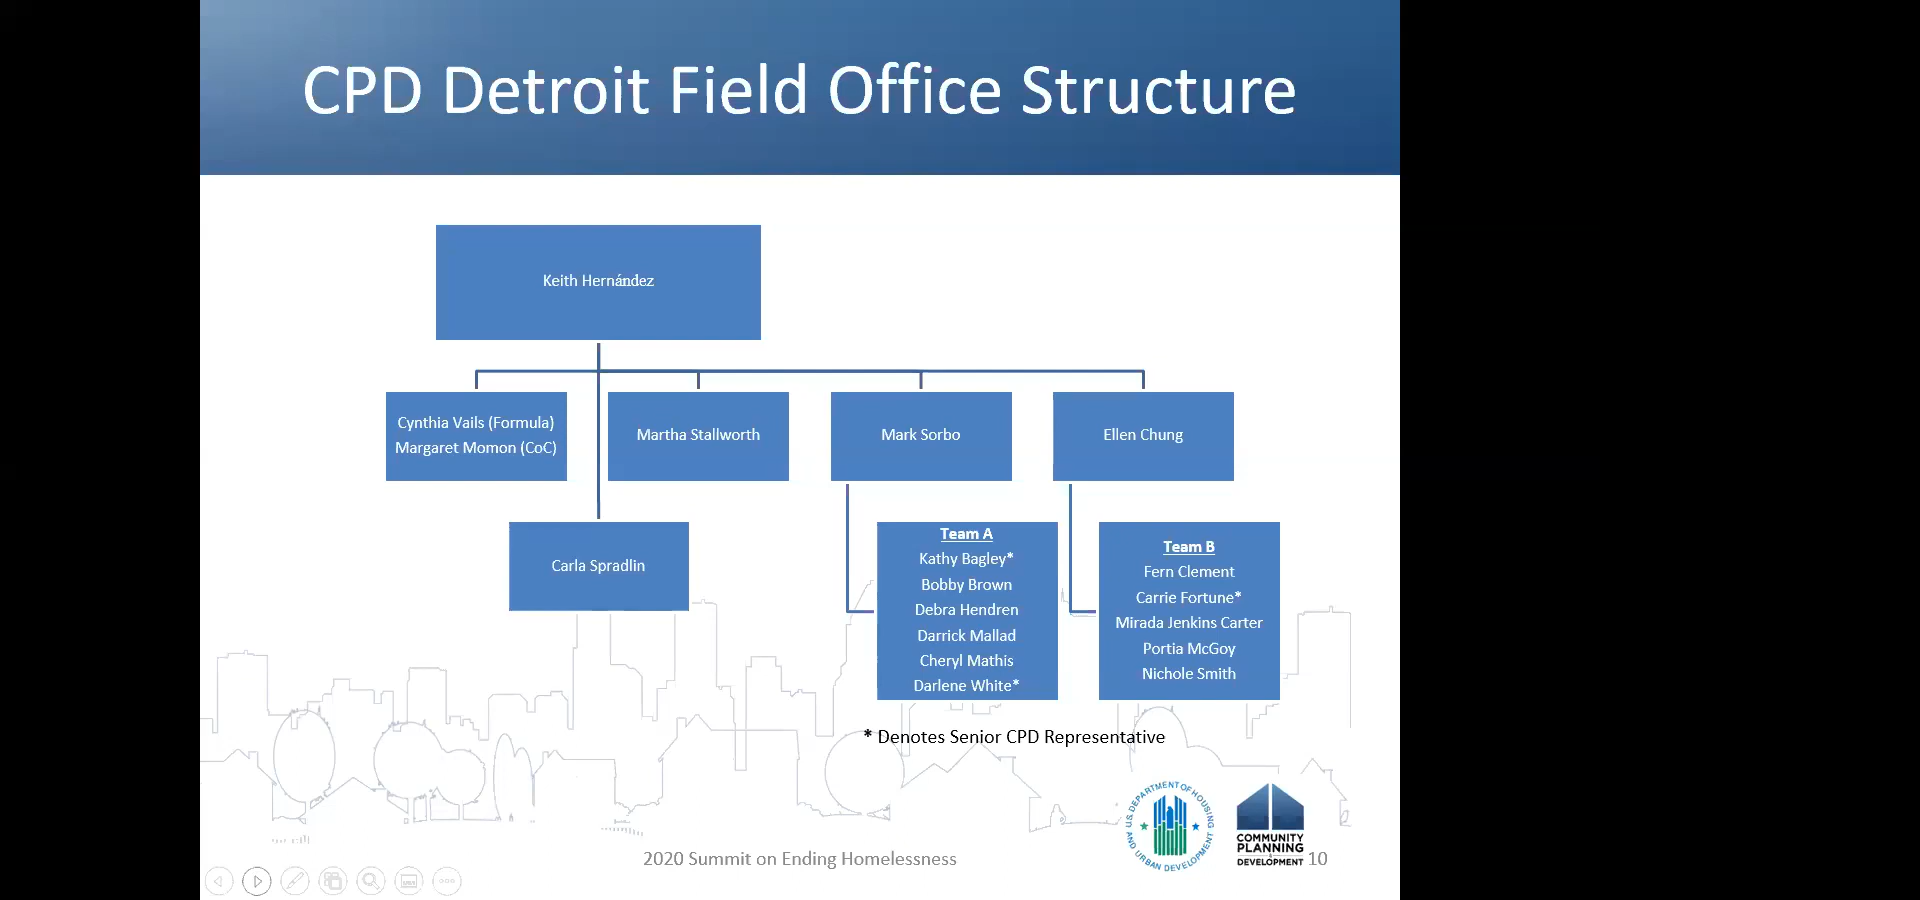 CPD Detroit Field Office Structure
Keith Hernández
Cynthia Vails (Formula)
Margaret Momon (CoC)
Martha Stallworth
Mark Sorbo
Ellen Chung
Carla Spradlin
Team A
Kathy Bagley*
Bobby Brown
Debra Hendren
Darrick Mallad
Cheryl Mathis
Darlene White*
Team B
Fern Clement
Carrie Fortune*
Mirada Jenkins Carter
Portia McGoy
Nichole Smith
* Denotes Senior CPD Representative
U.S. DEPARTMENT OF HOUSING
AND URBAN DEVELOPMENT
COMMUNITY
PLANNING
DEVELOPMENT
2020 Summit on Ending Homelessness
10